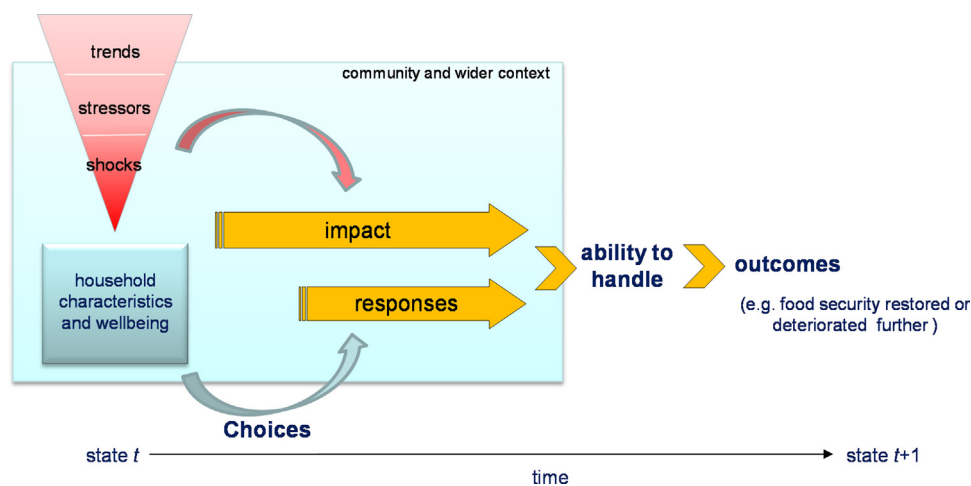 trends
stressors
shocks
community and wider context
household
characteristics
and wellbeing
impact
responses
ability to
handle
outcomes
(e.g. food security restored or
deteriorated further )
Choices
state t
time
state t+1